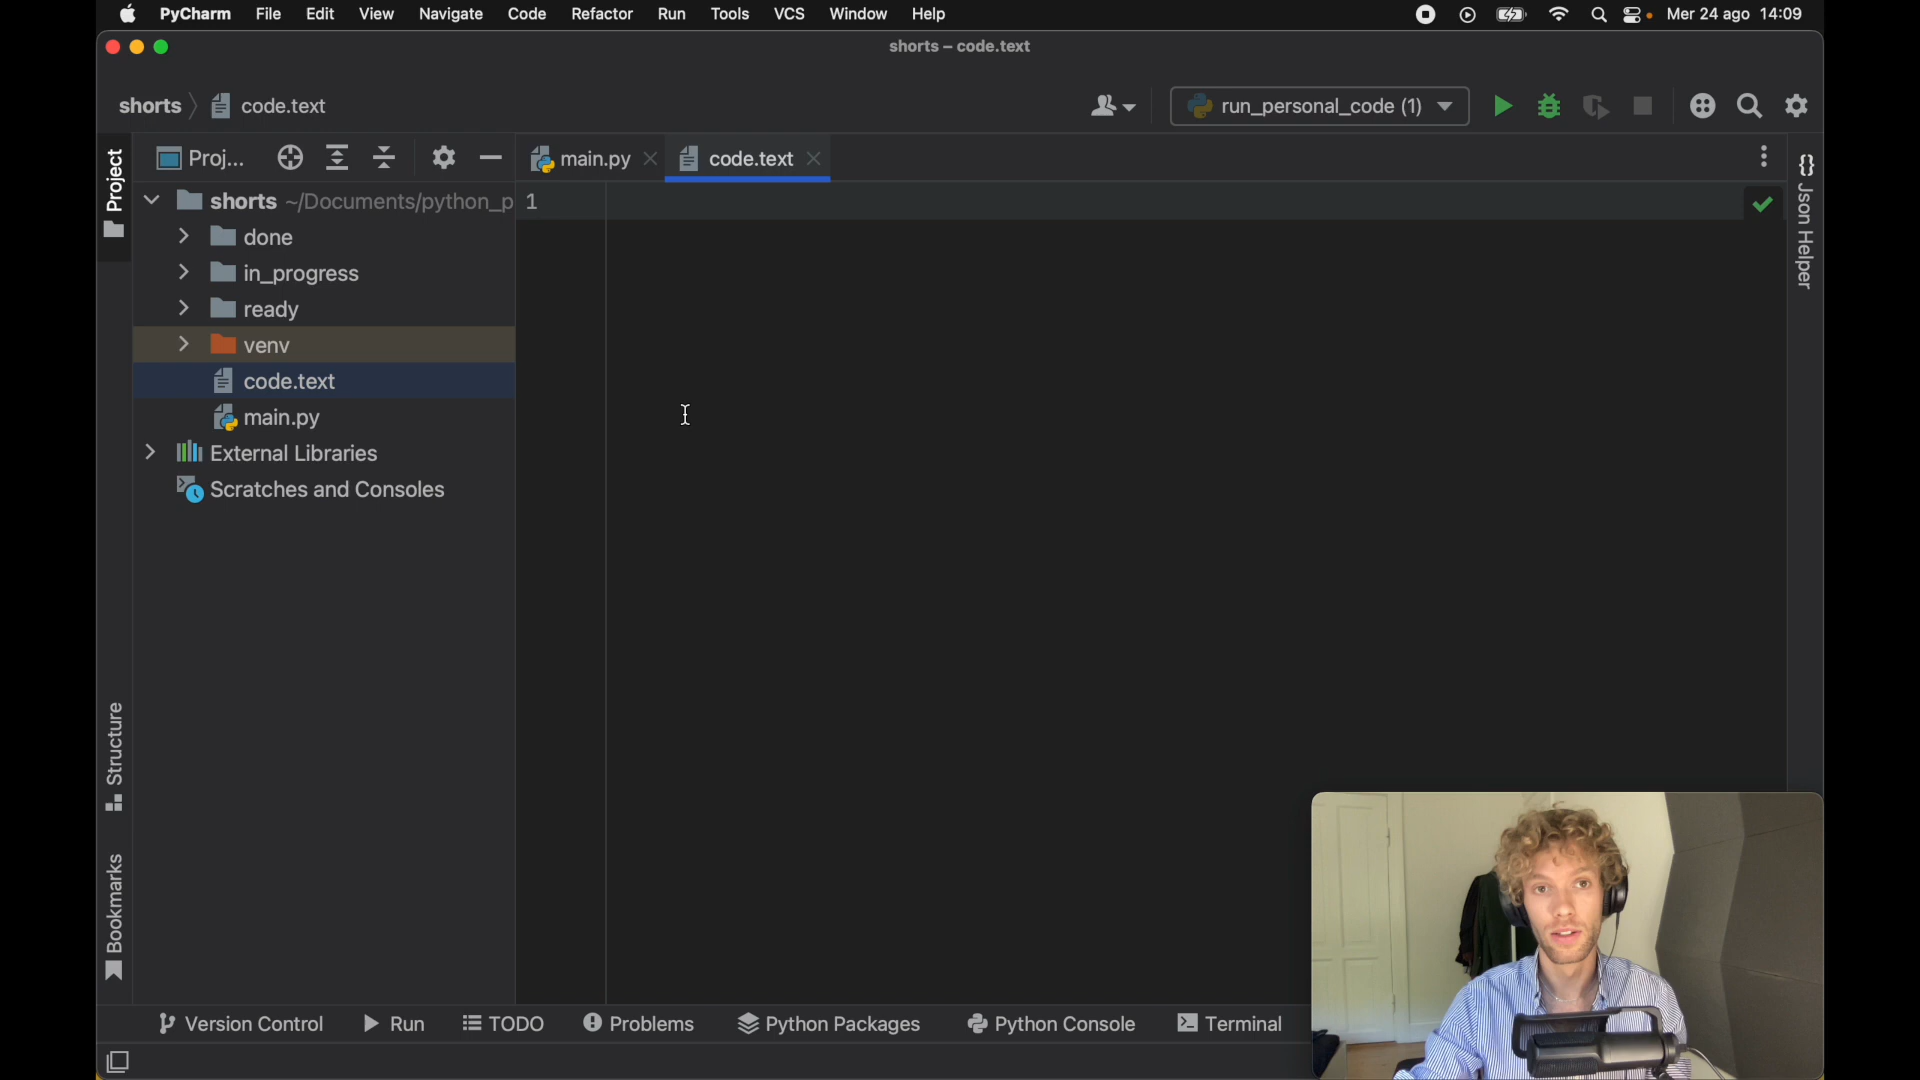 PyCharm File Edit View Navigate Code Refactor Run Tools VCS Window Help Mer 24 ago 14:09
shorts – code.text
shorts code.text run_personal_code (1)
Proj... main.py code.text
Project
shorts ~/Documents/python_p
1
done
in_progress
ready
venv
code.text
main.py
External Libraries
Scratches and Consoles
{} Json Helper
Structure
Bookmarks
Version Control Run TODO Problems Python Packages Python Console Terminal